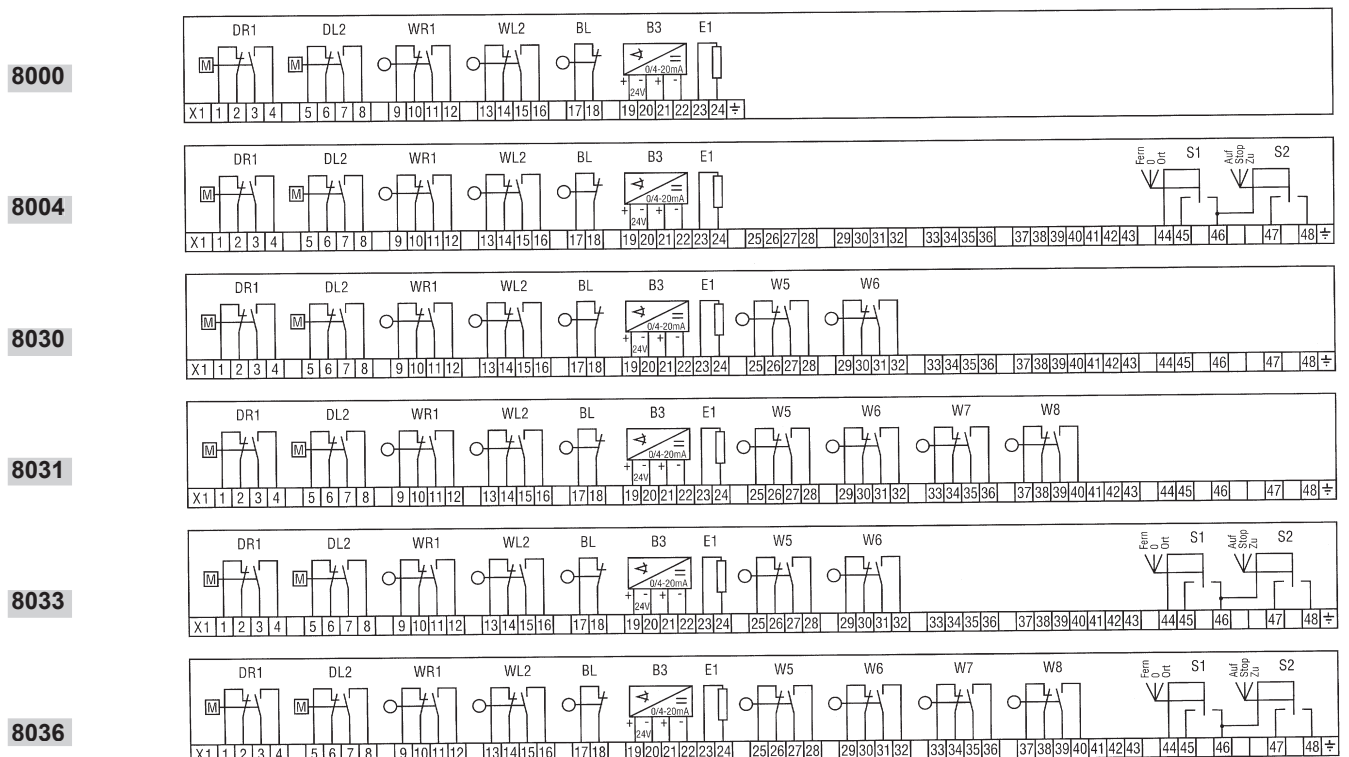 8000
DR1 DL2 WR1 WL2 BL B3 E1
M M 0/4-20mA
+ - + -
24V
X1 1 2 3 4 5 6 7 8 9 10 11 12 13 14 15 16 17 18 19 20 21 22 23 24
8004
DR1 DL2 WR1 WL2 BL B3 E1 Fern 0 Ort S1 Auf Stop Zu S2
M M 0/4-20mA
+ - + -
24V
X1 1 2 3 4 5 6 7 8 9 10 11 12 13 14 15 16 17 18 19 20 21 22 23 24 25 26 27 28 29 30 31 32 33 34 35 36 37 38 39 40 41 42 43 44 45 46 47 48
8030
DR1 DL2 WR1 WL2 BL B3 E1 W5 W6
M M 0/4-20mA
+ - + -
24V
X1 1 2 3 4 5 6 7 8 9 10 11 12 13 14 15 16 17 18 19 20 21 22 23 24 25 26 27 28 29 30 31 32 33 34 35 36 37 38 39 40 41 42 43 44 45 46 47 48
8031
DR1 DL2 WR1 WL2 BL B3 E1 W5 W6 W7 W8
M M 0/4-20mA
+ - + -
24V
X1 1 2 3 4 5 6 7 8 9 10 11 12 13 14 15 16 17 18 19 20 21 22 23 24 25 26 27 28 29 30 31 32 33 34 35 36 37 38 39 40 41 42 43 44 45 46 47 48
8033
DR1 DL2 WR1 WL2 BL B3 E1 W5 W6 Fern 0 Ort S1 Auf Stop Zu S2
M M 0/4-20mA
+ - + -
24V
X1 1 2 3 4 5 6 7 8 9 10 11 12 13 14 15 16 17 18 19 20 21 22 23 24 25 26 27 28 29 30 31 32 33 34 35 36 37 38 39 40 41 42 43 44 45 46 47 48
8036
DR1 DL2 WR1 WL2 BL B3 E1 W5 W6 W7 W8 Fern 0 Ort S1 Auf Stop Zu S2
M M 0/4-20mA
+ - + -
24V
X1 1 2 3 4 5 6 7 8 9 10 11 12 13 14 15 16 17 18 19 20 21 22 23 24 25 26 27 28 29 30 31 32 33 34 35 36 37 38 39 40 41 42 43 44 45 46 47 48